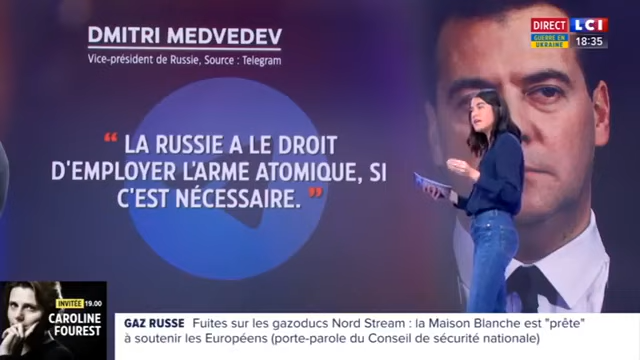 DMITRI MEDVEDEV
Vice-président de Russie, Source : Telegram
DIRECT LCI
GUERRE EN
UKRAINE
18:35
“ LA RUSSIE A LE DROIT
D'EMPLOYER L'ARME ATOMIQUE, SI
C'EST NÉCESSAIRE. ”
INVITÉE 19.00
CAROLINE
FOUREST
GAZ RUSSE Fuites sur les gazoducs Nord Stream : la Maison Blanche est "prête"
à soutenir les Européens (porte-parole du Conseil de sécurité nationale)